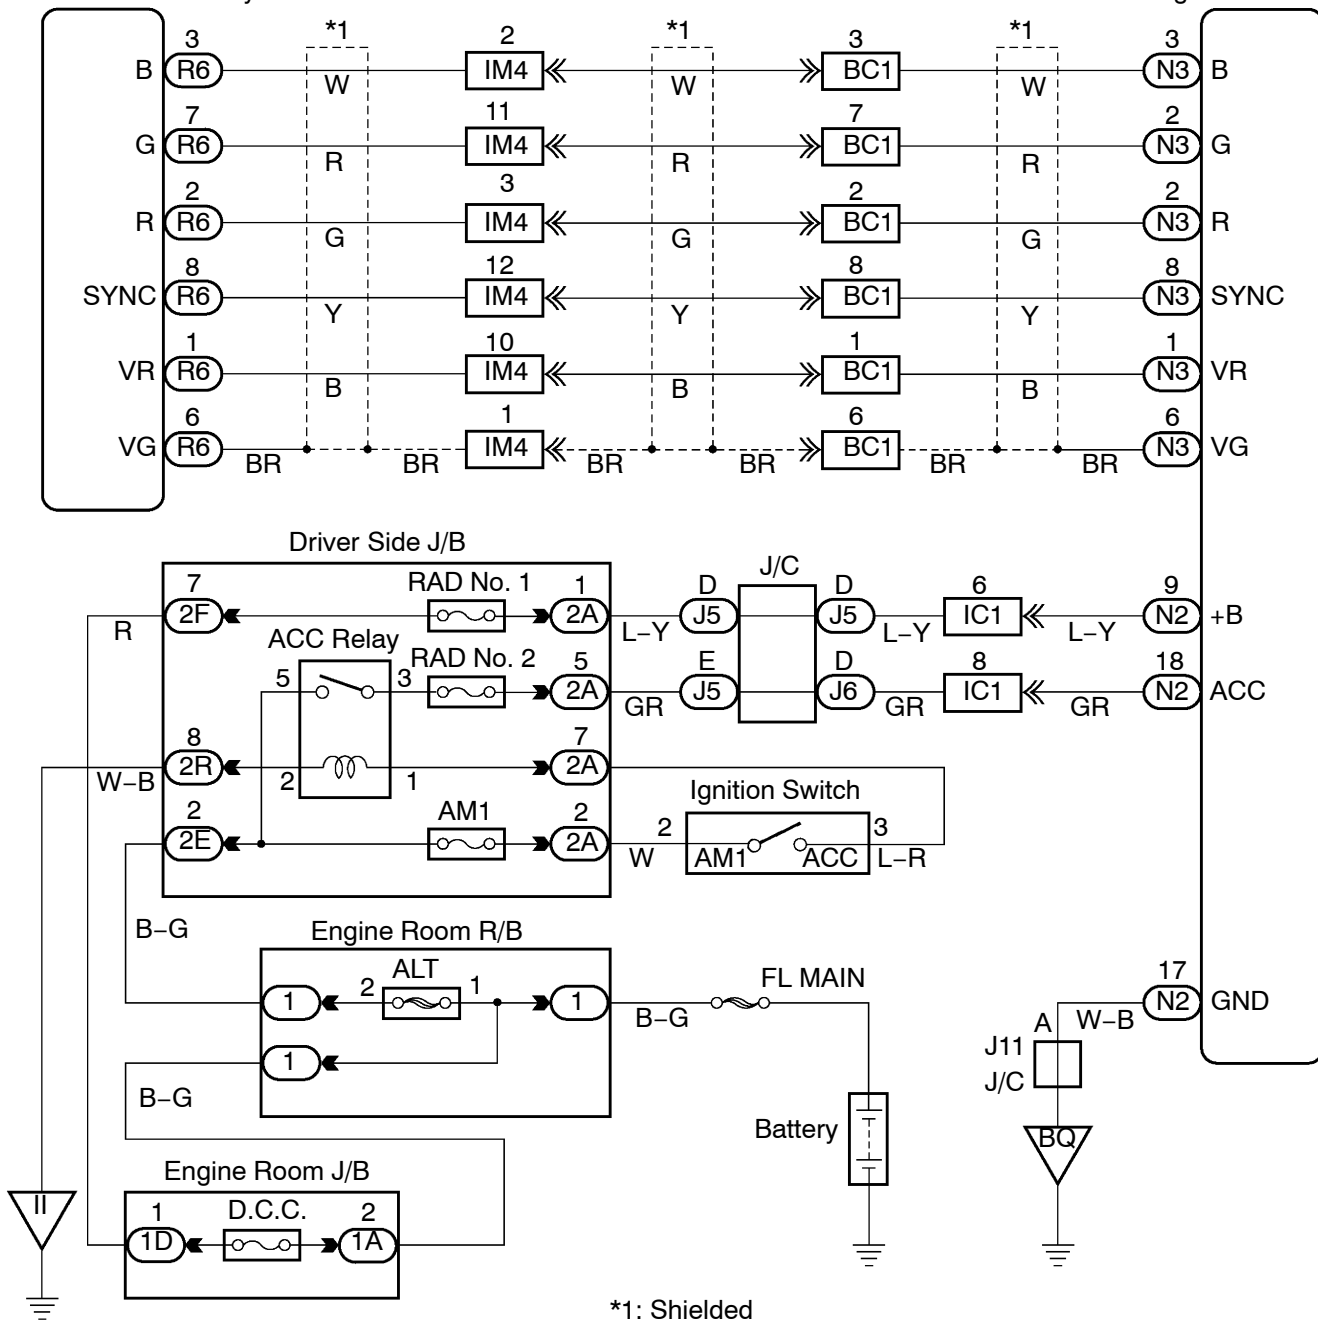 *1 2 *1 3 *1 3
B R6 W IM4 W BC1 W N3 B
7 11 7 2
G R6 R IM4 R BC1 R N3 G
2 3 2 2
R R6 G IM4 G BC1 G N3 R
3
8 12 8 8
SYNC R6 Y IM4 Y BC1 Y N3 SYNC
1 10 1 1
VR R6 B IM4 B BC1 B N3 VR
6 1 6 6
VG R6 BR BR IM4 BR BR BC1 BR BR N3 VG
Driver Side J/B
7 RAD No. 1 1 D J/C D 6 9
R 2F 2A L–Y J5 J5 L–Y IC1 L–Y N2 +B
ACC Relay
5 3 RAD No. 2 5 E D 8 18
2A GR J5 J6 GR IC1 GR N2 ACC
8 7
W–B 2R 2 1 2A
Ignition Switch
2 AM1 2 2 3
2E 2A W AM1 ACC L–R
B–G
Engine Room R/B
ALT FL MAIN 17
1 2 1 1 B–G N2 GND
A W–B
1 J11
J/C
B–G
Battery BQ
Engine Room J/B
II
1 D.C.C. 2
1D 1A
*1: Shielded